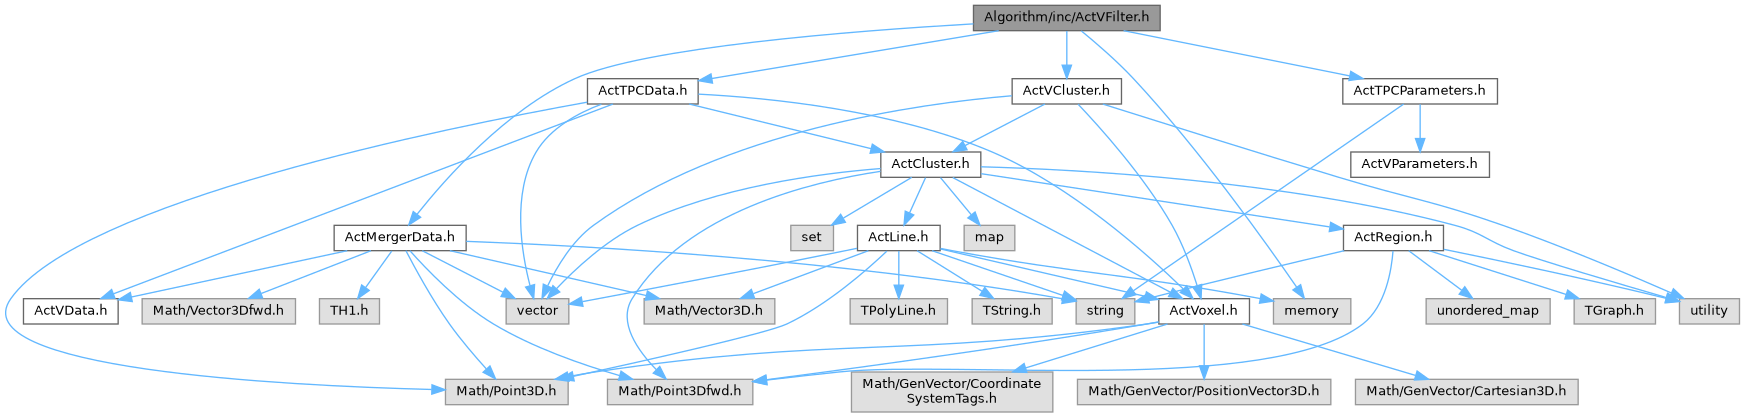 Algorithm/inc/ActVFilter.h
ActTPCData.h
ActVCluster.h
ActTPCParameters.h
ActCluster.h
ActVParameters.h
ActMergerData.h
set
ActLine.h
map
ActRegion.h
ActVData.h
Math/Vector3Dfwd.h
TH1.h
vector
Math/Vector3D.h
TPolyLine.h
TString.h
string
ActVoxel.h
memory
unordered_map
TGraph.h
utility
Math/Point3D.h
Math/Point3Dfwd.h
Math/GenVector/Coordinate
SystemTags.h
Math/GenVector/PositionVector3D.h
Math/GenVector/Cartesian3D.h